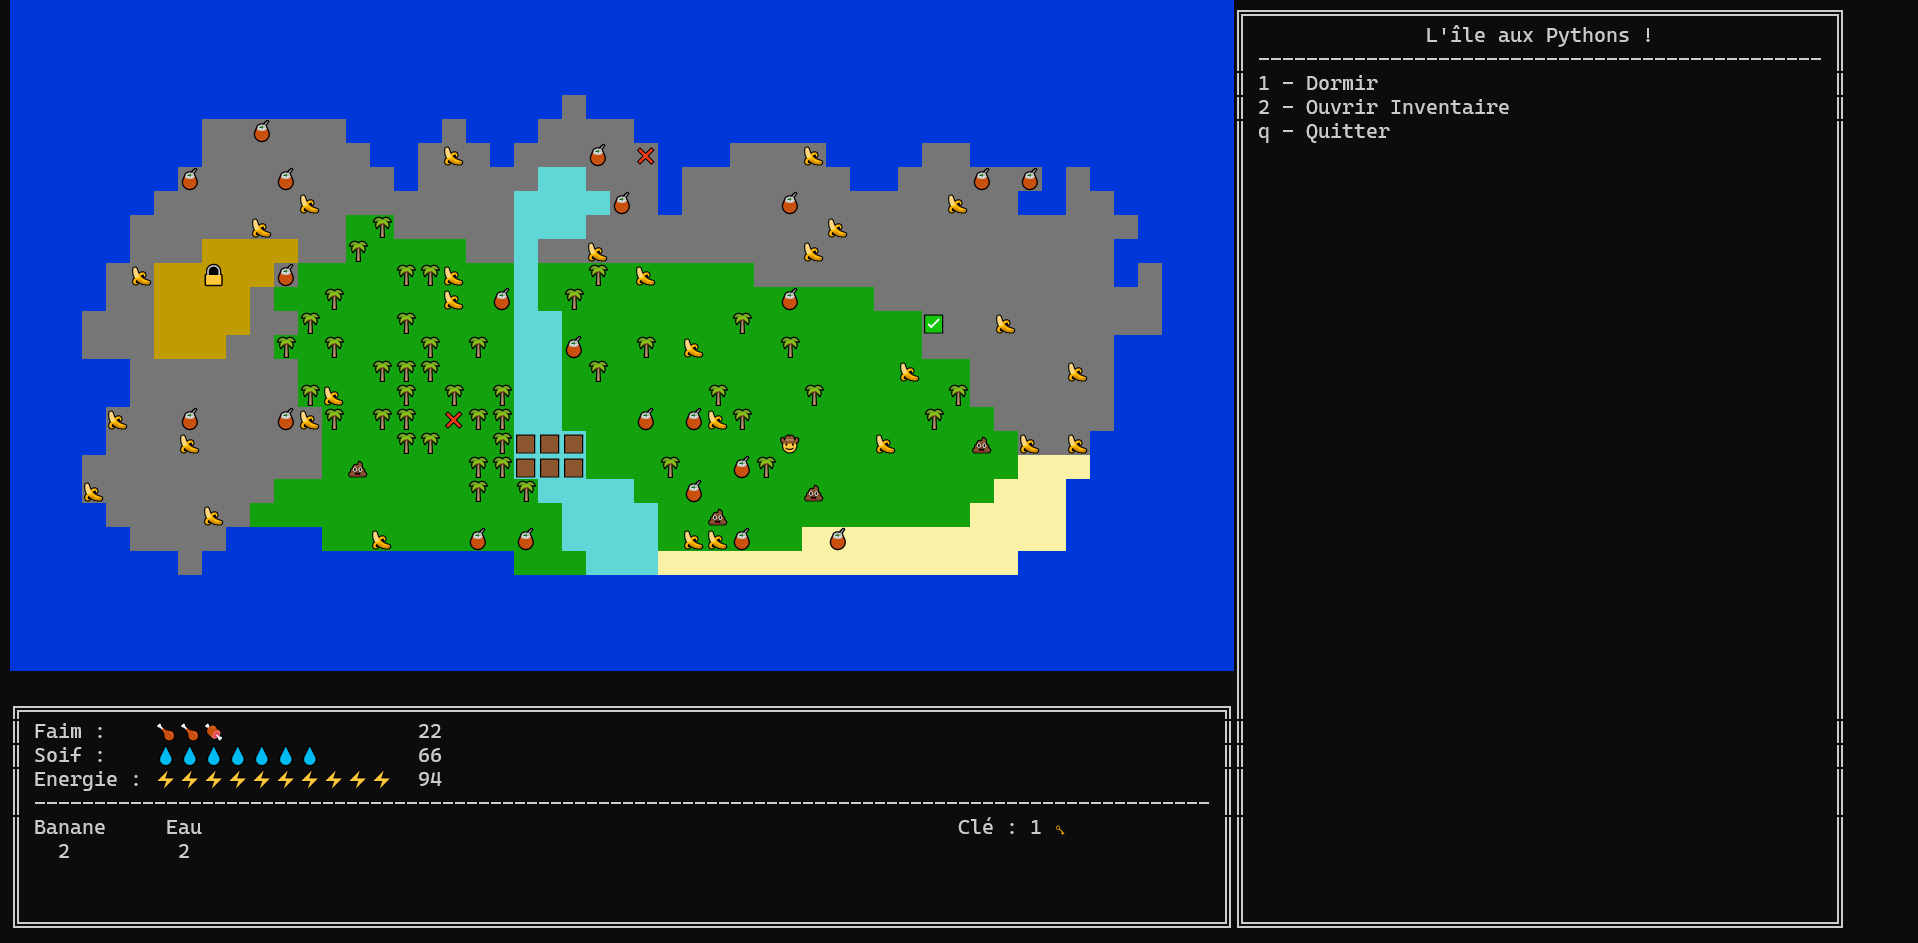 L'île aux Pythons !
1 - Dormir
2 - Ouvrir Inventaire
q - Quitter
Faim : 22
Soif : 66
Energie : 94
Banane Eau Clé : 1
2 2